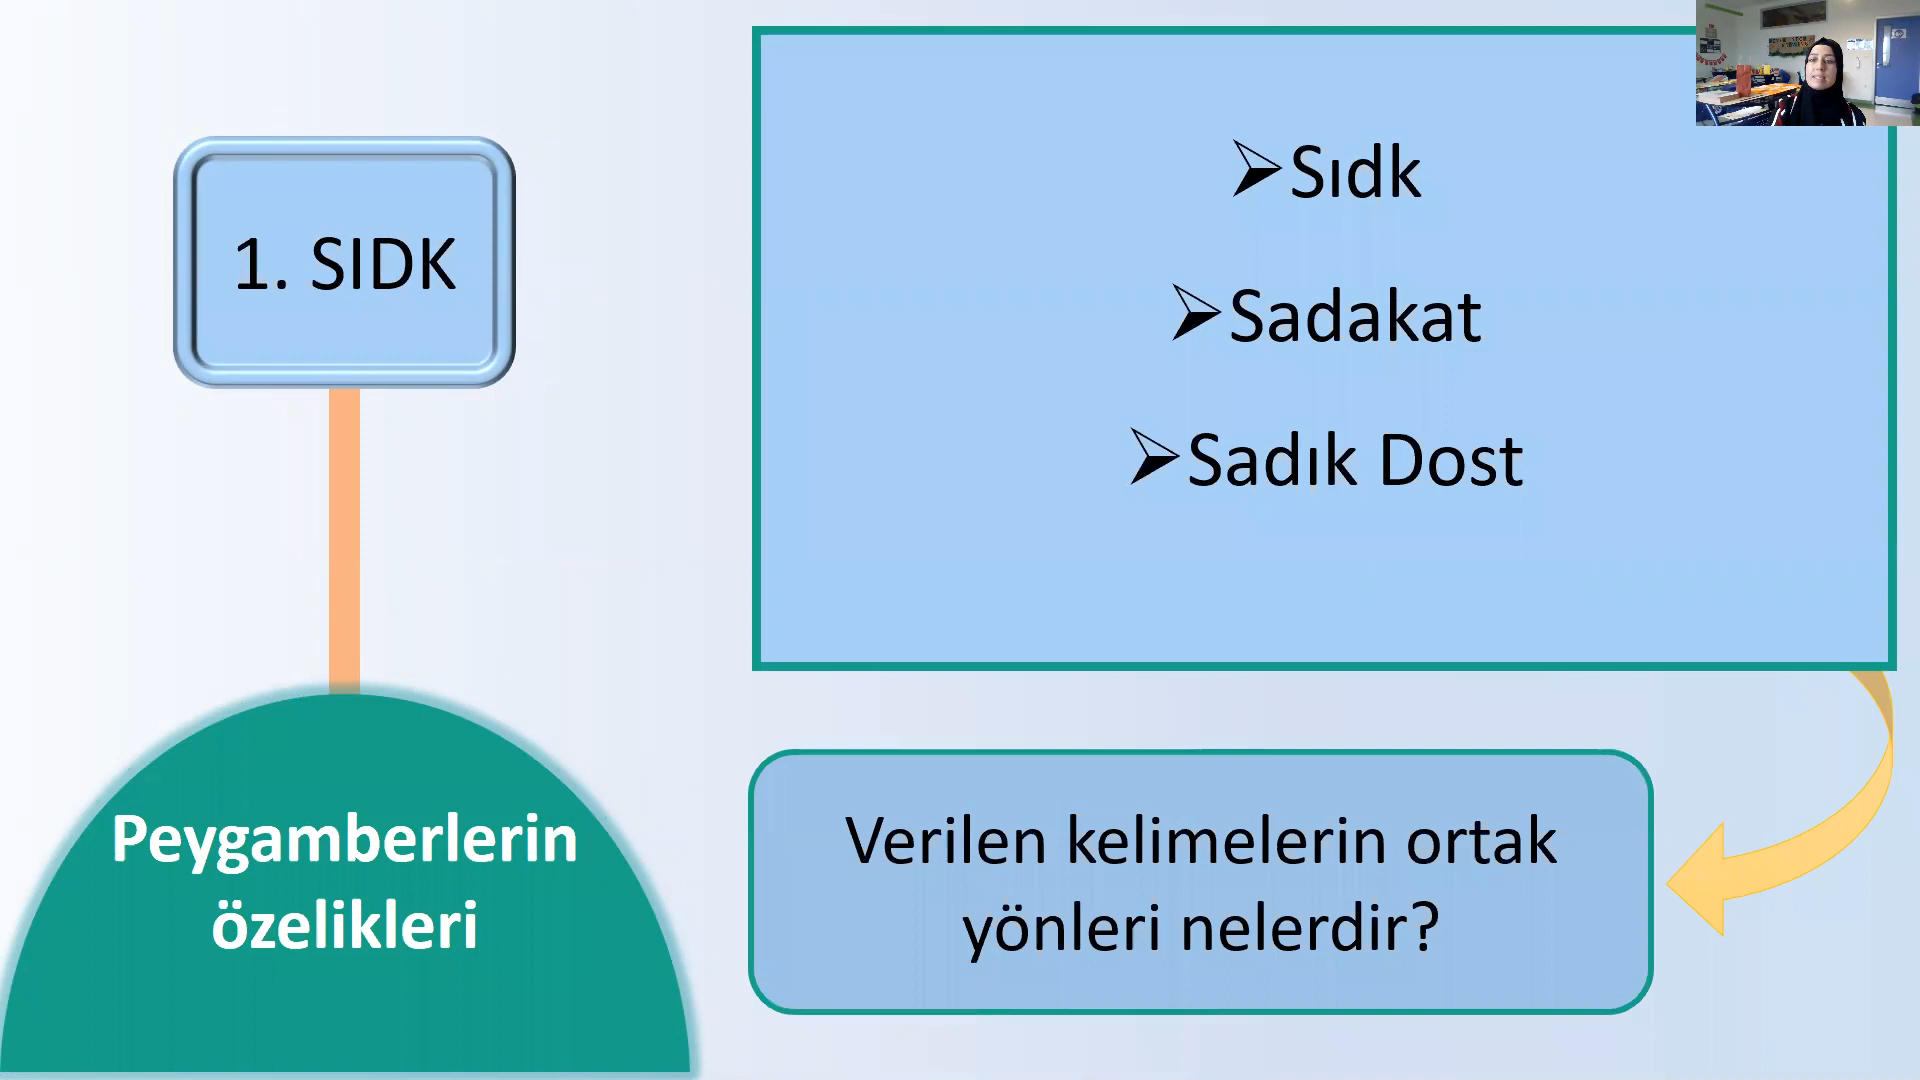 1. SIDK
Peygamberlerin
özelikleri
➢Sıdk
➢Sadakat
➢Sadık Dost
Verilen kelimelerin ortak
yönleri nelerdir?